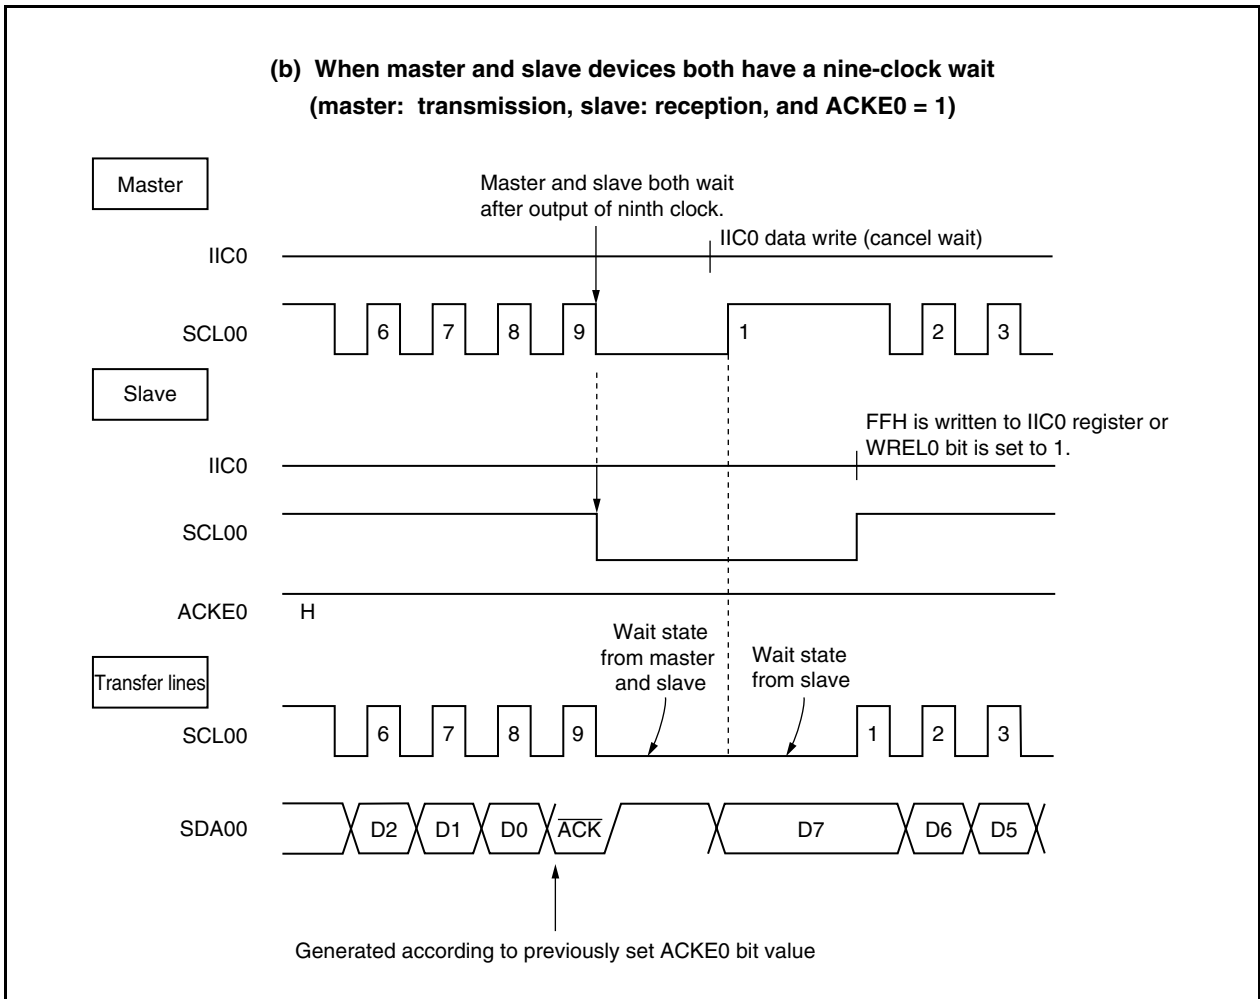 (b) When master and slave devices both have a nine-clock wait
(master: transmission, slave: reception, and ACKE0 = 1)
Master
Master and slave both wait
after output of ninth clock.
IIC0 data write (cancel wait)
IIC0
SCL00
6 7 8 9 1 2 3
Slave
FFH is written to IIC0 register or
WREL0 bit is set to 1.
IIC0
SCL00
ACKE0 H
Wait state
from master
and slave
Wait state
from slave
Transfer lines
SCL00
6 7 8 9 1 2 3
SDA00
D2 D1 D0 ACK D7 D6 D5
Generated according to previously set ACKE0 bit value